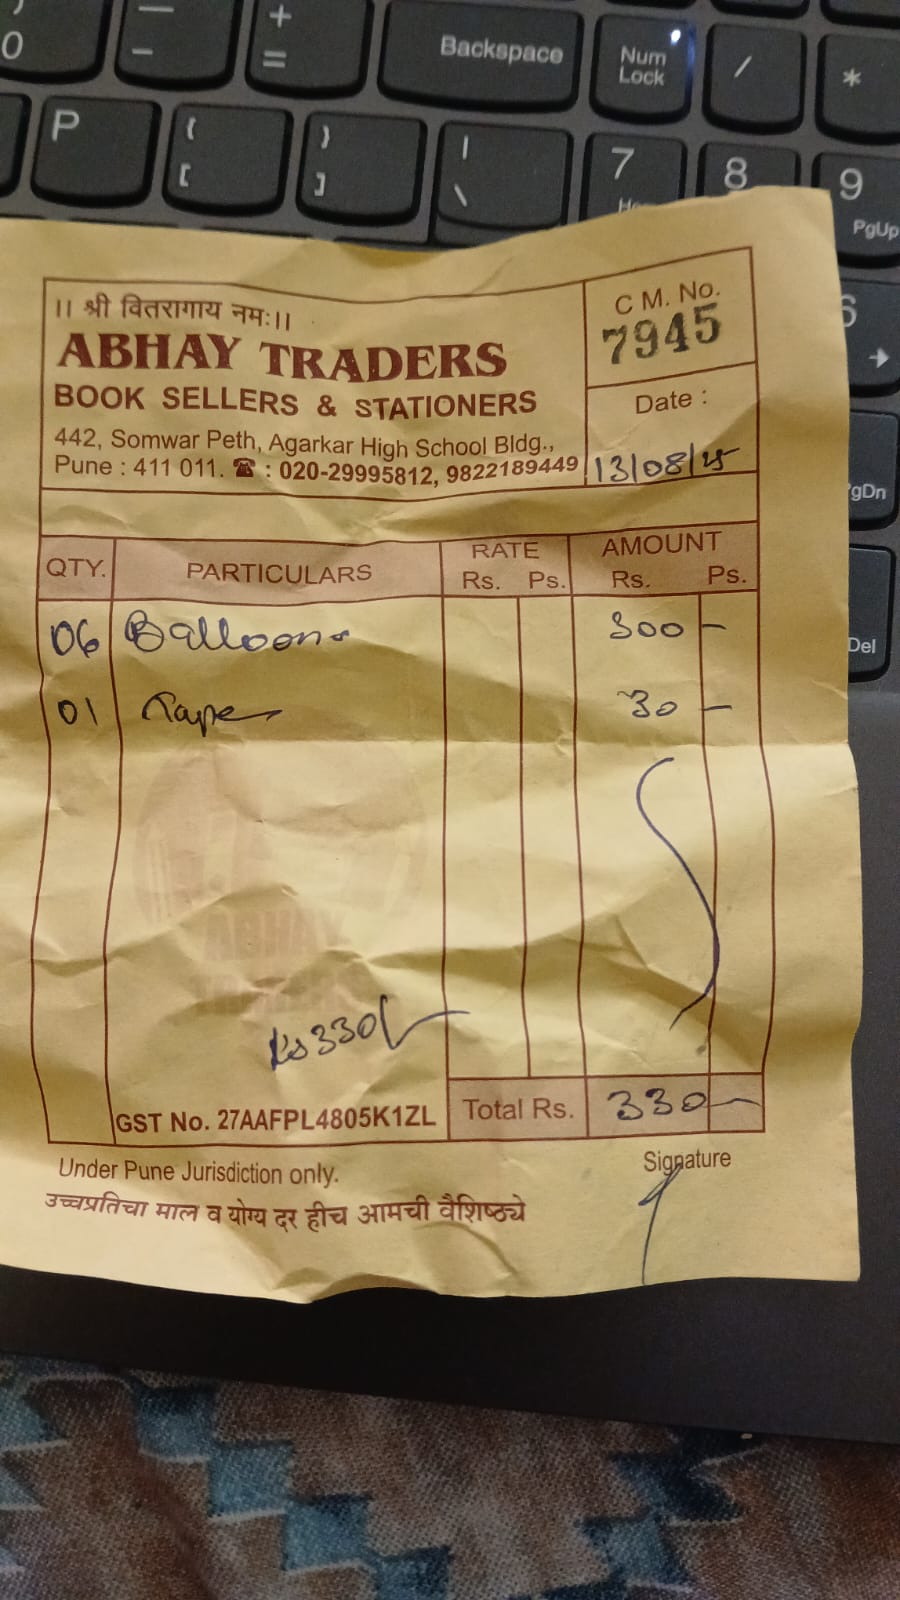 0 — - + = Backspace Num Lock / *
P { [ } ] | \ 7 8 9 PgUp
।। श्री वितरागाय नमः।।
ABHAY TRADERS
BOOK SELLERS & STATIONERS
442, Somwar Peth, Agarkar High School Bldg.,
Pune : 411 011. ☎ : 020-29995812, 9822189449
C M. No.
7945
Date :
13/08/25
6
PgDn
Del
QTY. PARTICULARS RATE Rs. Ps. AMOUNT Rs. Ps.
06 Balloons 300 —
01 Tape 30 —
ABHAY
TRADERS
Rs 330/-
GST No. 27AAFPL4805K1ZL Total Rs. 330 —
Under Pune Jurisdiction only. Signature
उच्चप्रतिचा माल व योग्य दर हीच आमची वैशिष्ठ्ये